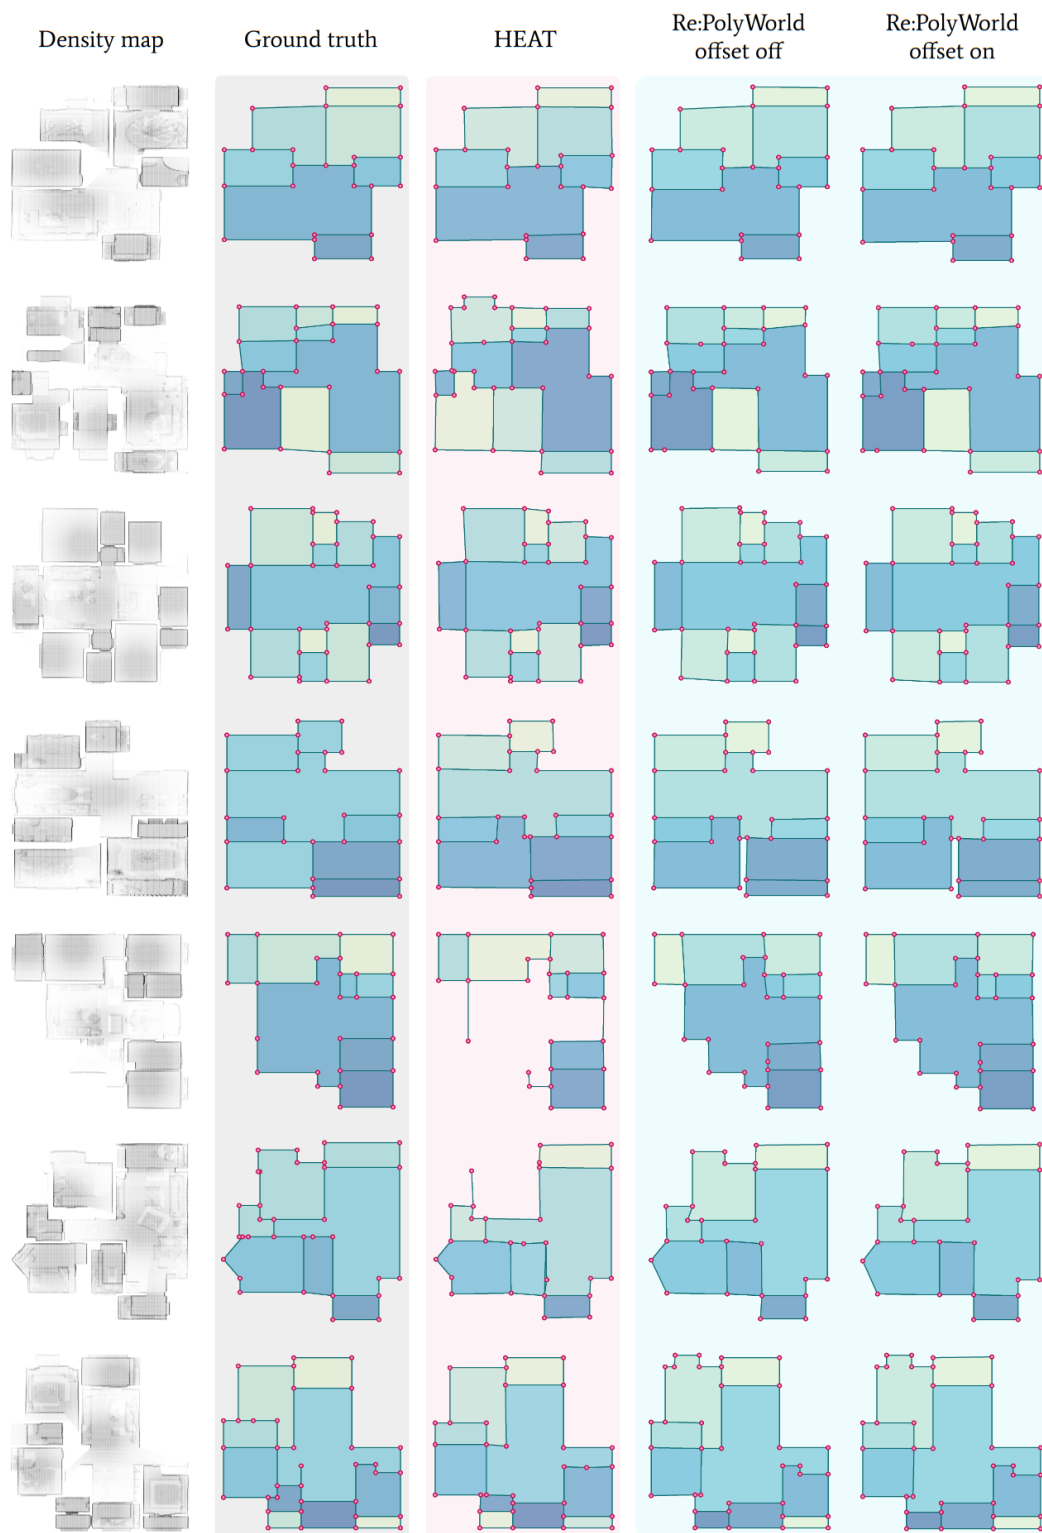 Density map
Ground truth
HEAT
Re:PolyWorld
offset off
Re:PolyWorld
offset on